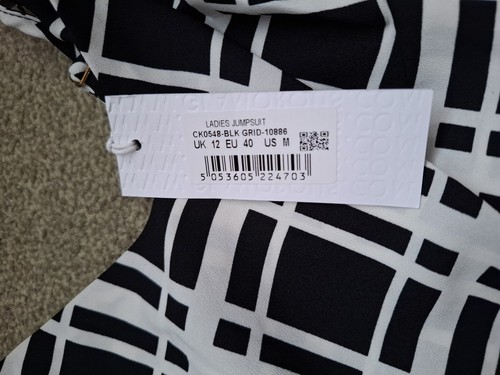 LADIES JUMPSUIT
CK0548-BLK GRID-10886
UK 12 EU 40 US M
5 053605 224703